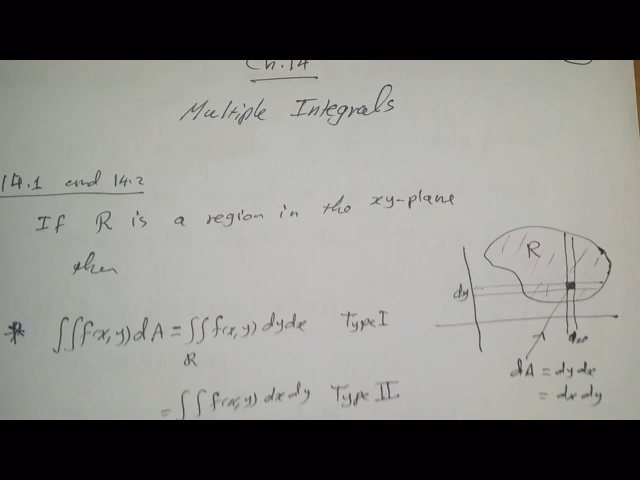 Ch.14
Multiple Integrals
14.1 and 14.2
If R is a region in the xy-plane
then
* ∫∫f(x,y)dA = ∫∫f(x,y) dydx Type I
R
= ∫∫f(x,y) dxdy Type II
R
dy
dx
dA = dydx
= dxdy